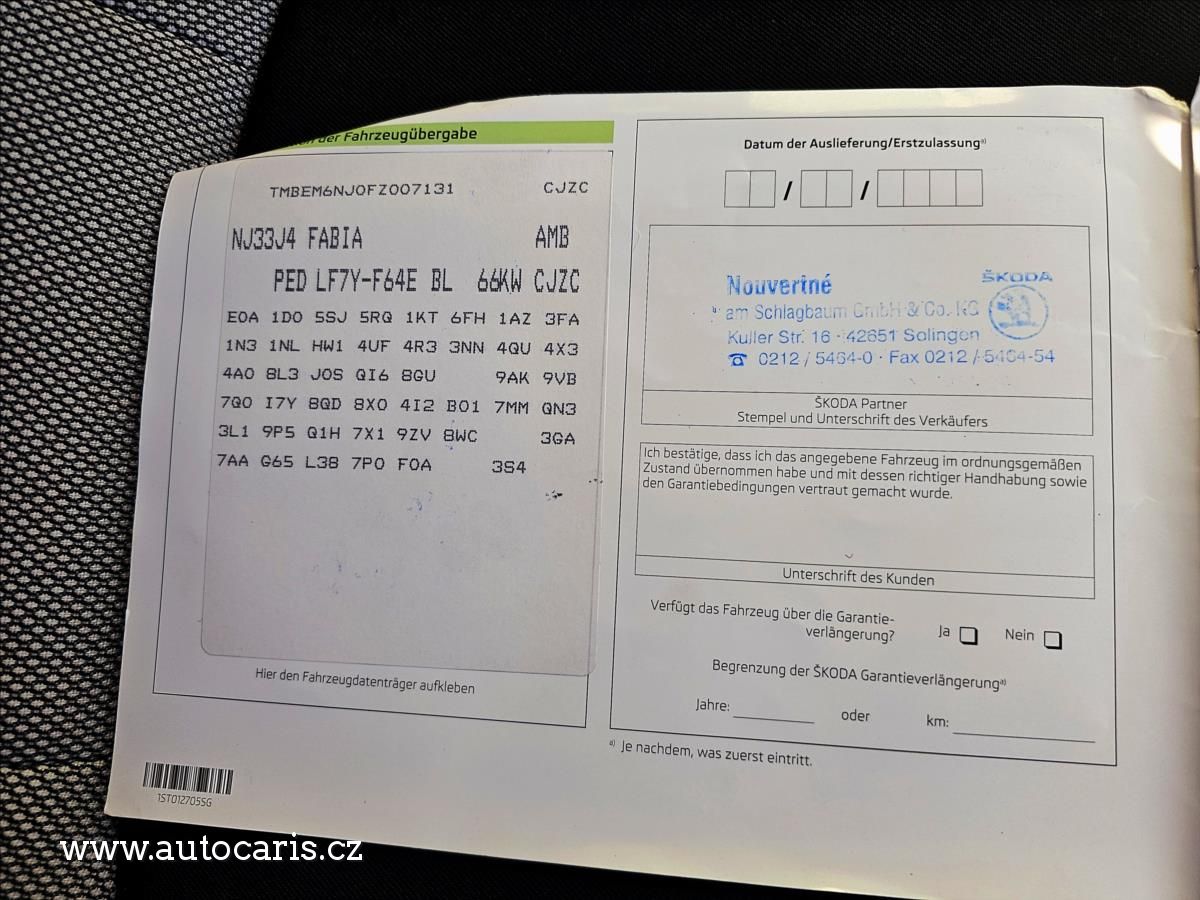 der Fahrzeugübergabe
TMBEM6NJ0FZ007131 CJZC
NJ33J4 FABIA AMB
PED LF7Y-F64E BL 66KW CJZC
E0A 1D0 5SJ 5RQ 1KT 6FH 1AZ 3FA
1N3 1NL HW1 4UF 4R3 3NN 4QU 4X3
4A0 8L3 J0S QI6 8GU 9AK 9VB
7Q0 I7Y 8QD 8X0 4I2 B01 7MM QN3
3L1 9P5 Q1H 7X1 9ZV 8WC 3GA
7AA G65 L38 7P0 F0A 3S4
Hier den Fahrzeugdatenträger aufkleben
1ST012705SG
Datum der Auslieferung/Erstzulassung a)
/ /
Nouvertné ŠKODA
am Schlagbaum GmbH & Co. KG
Kuller Str. 16 · 42651 Solingen
☎ 0212 / 5464-0 · Fax 0212 / 5464-54
ŠKODA Partner
Stempel und Unterschrift des Verkäufers
Ich bestätige, dass ich das angegebene Fahrzeug im ordnungsgemäßen
Zustand übernommen habe und mit dessen richtiger Handhabung sowie
den Garantiebedingungen vertraut gemacht wurde.
Unterschrift des Kunden
Verfügt das Fahrzeug über die Garantie-
verlängerung? Ja Nein
Begrenzung der ŠKODA Garantieverlängerung a)
Jahre: oder km:
a) Je nachdem, was zuerst eintritt.
www.autocaris.cz